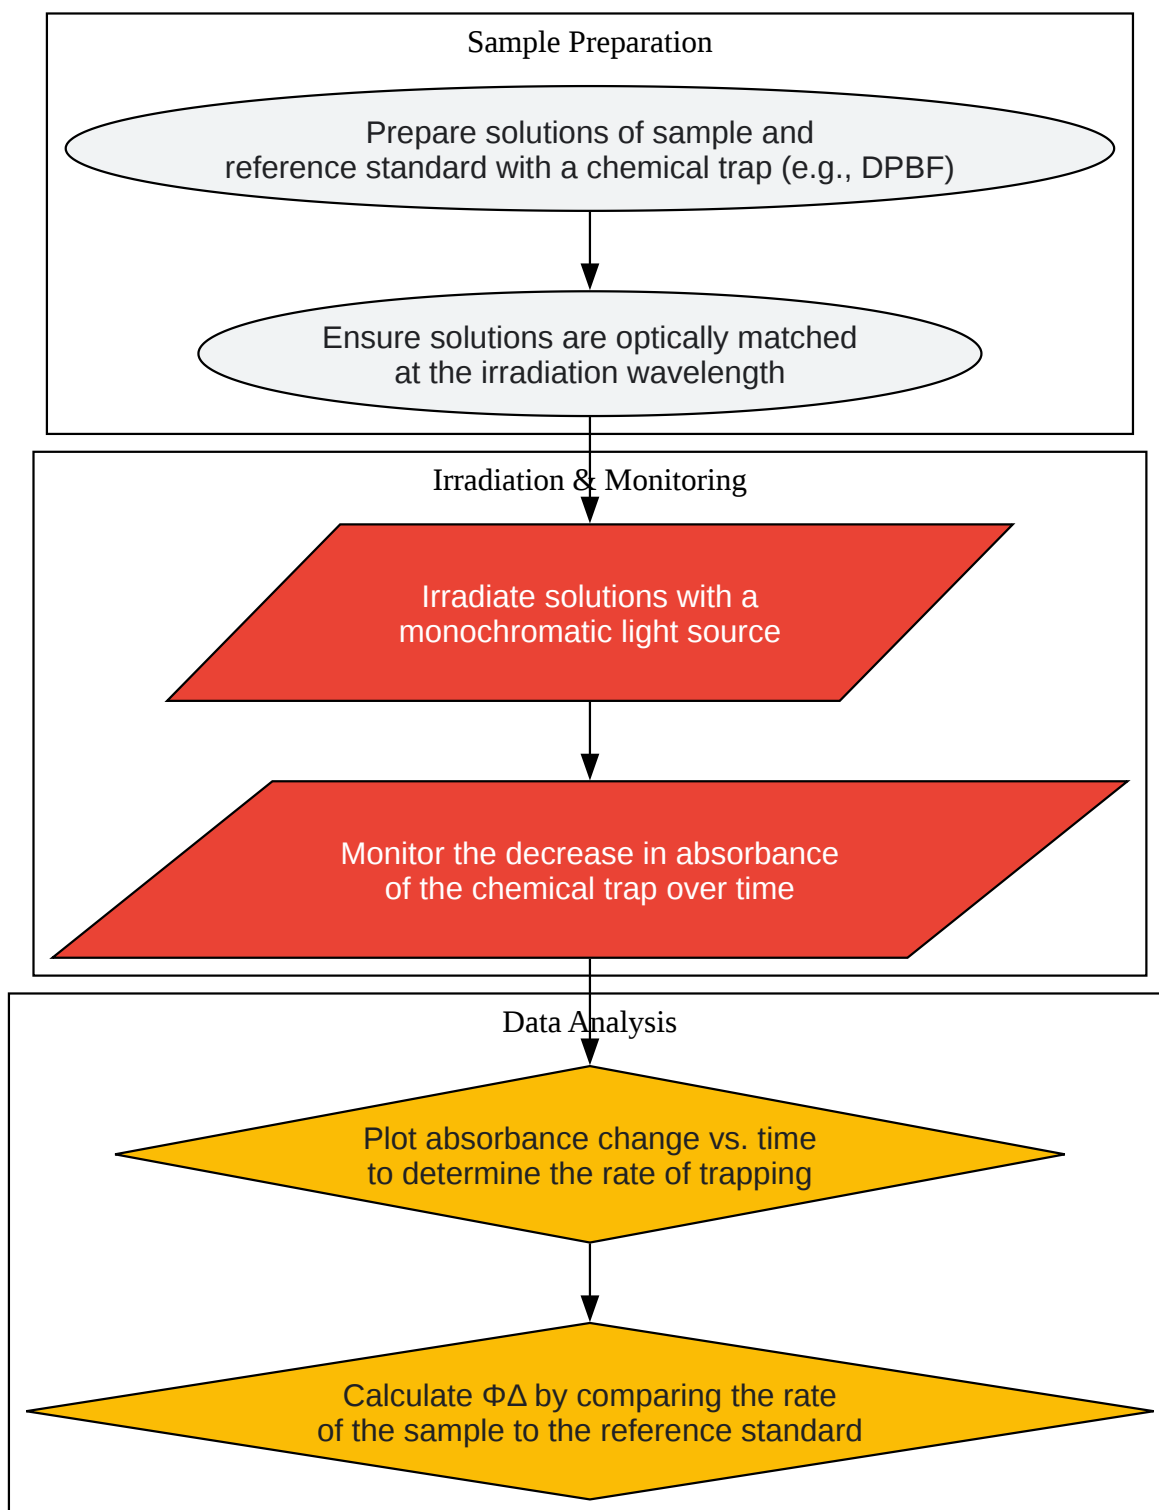 Sample Preparation
Prepare solutions of sample and
reference standard with a chemical trap (e.g., DPBF)
Ensure solutions are optically matched
at the irradiation wavelength
Irradiation & Monitoring
Irradiate solutions with a
monochromatic light source
Monitor the decrease in absorbance
of the chemical trap over time
Data Analysis
Plot absorbance change vs. time
to determine the rate of trapping
Calculate ΦΔ by comparing the rate
of the sample to the reference standard